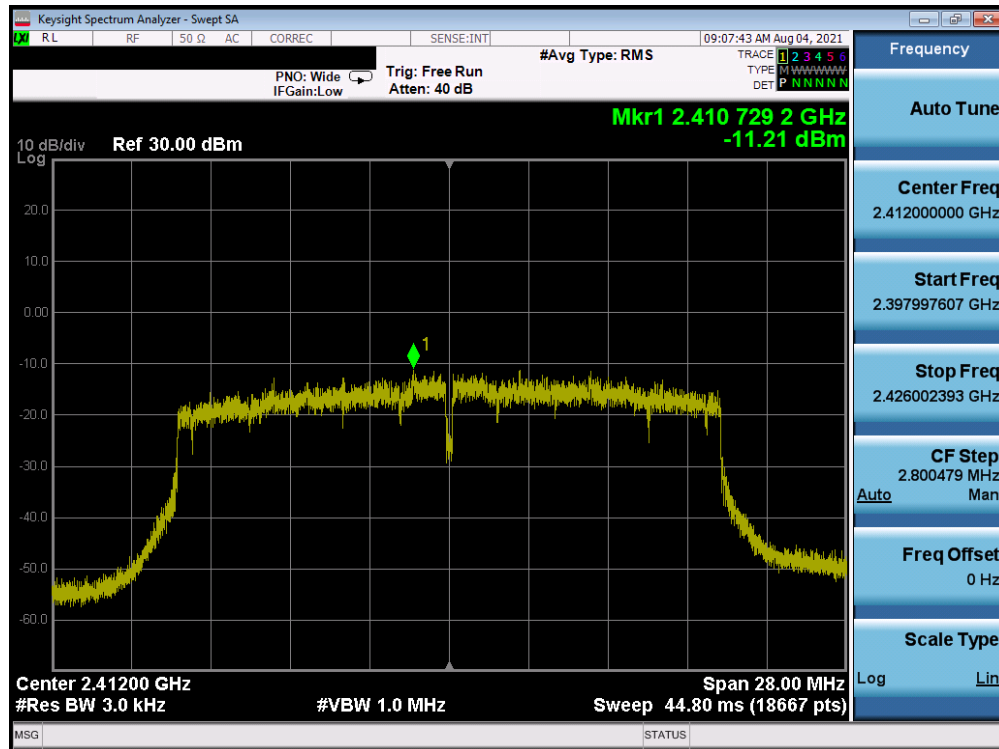 Keysight Spectrum Analyzer - Swept SA
LXI RL RF 50 Ω AC CORREC SENSE:INT 09:07:43 AM Aug 04, 2021
PNO: Wide
IFGain:Low
Trig: Free Run
Atten: 40 dB
#Avg Type: RMS
TRACE 1 2 3 4 5 6
TYPE M WWWWW
DET P N N N N N
Mkr1 2.410 729 2 GHz
-11.21 dBm
10 dB/div Ref 30.00 dBm
Log
20.0
10.0
0.00
-10.0
-20.0
-30.0
-40.0
-50.0
-60.0
1
Center 2.41200 GHz Span 28.00 MHz
#Res BW 3.0 kHz #VBW 1.0 MHz Sweep 44.80 ms (18667 pts)
MSG STATUS
Frequency
Auto Tune
Center Freq
2.412000000 GHz
Start Freq
2.397997607 GHz
Stop Freq
2.426002393 GHz
CF Step
2.800479 MHz
Auto Man
Freq Offset
0 Hz
Scale Type
Log Lin